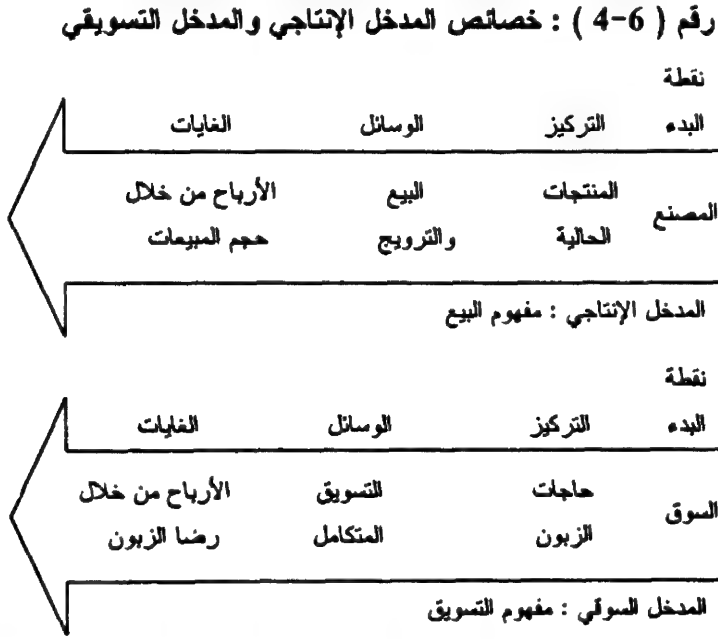 رقم ( 6-4 ) : خصائص المدخل الإنتاجي والمدخل التسويقي
نقطة
البدء التركيز الوسائل الغايات
المنتجات البيع الأرباح من خلال
المصنع
الحالية والترويج حجم المبيعات
المدخل الإنتاجي : مفهوم البيع
نقطة
البدء التركيز الوسائل الغايات
حاجات التسويق الأرباح من خلال
السوق
الزبون المتكامل رضا الزبون
المدخل السوقي : مفهوم التسويق